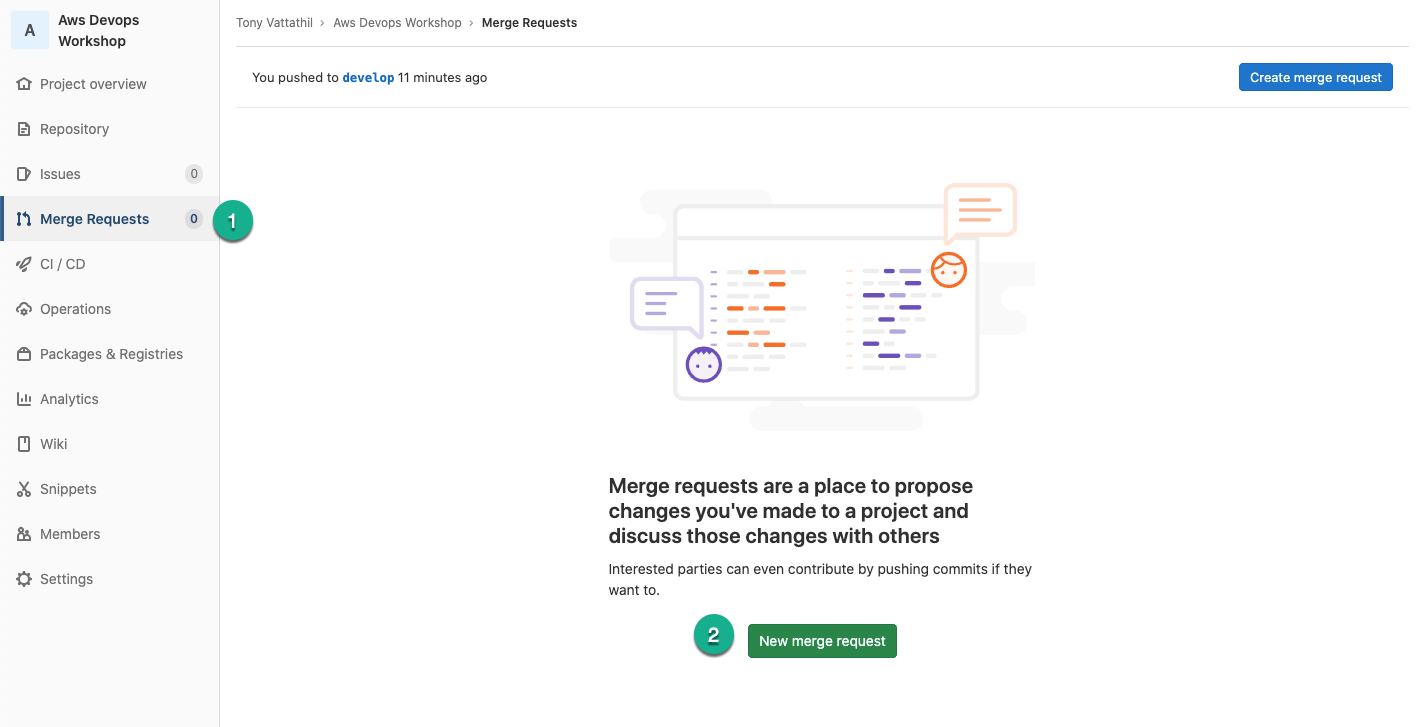 A
Aws Devops
Workshop
Project overview
Repository
Issues 0
Merge Requests 0
1
CI / CD
Operations
Packages & Registries
Analytics
Wiki
Snippets
Members
Settings
Tony Vattathil › Aws Devops Workshop › Merge Requests
You pushed to develop 11 minutes ago
Create merge request
Merge requests are a place to propose
changes you've made to a project and
discuss those changes with others
Interested parties can even contribute by pushing commits if they
want to.
2
New merge request